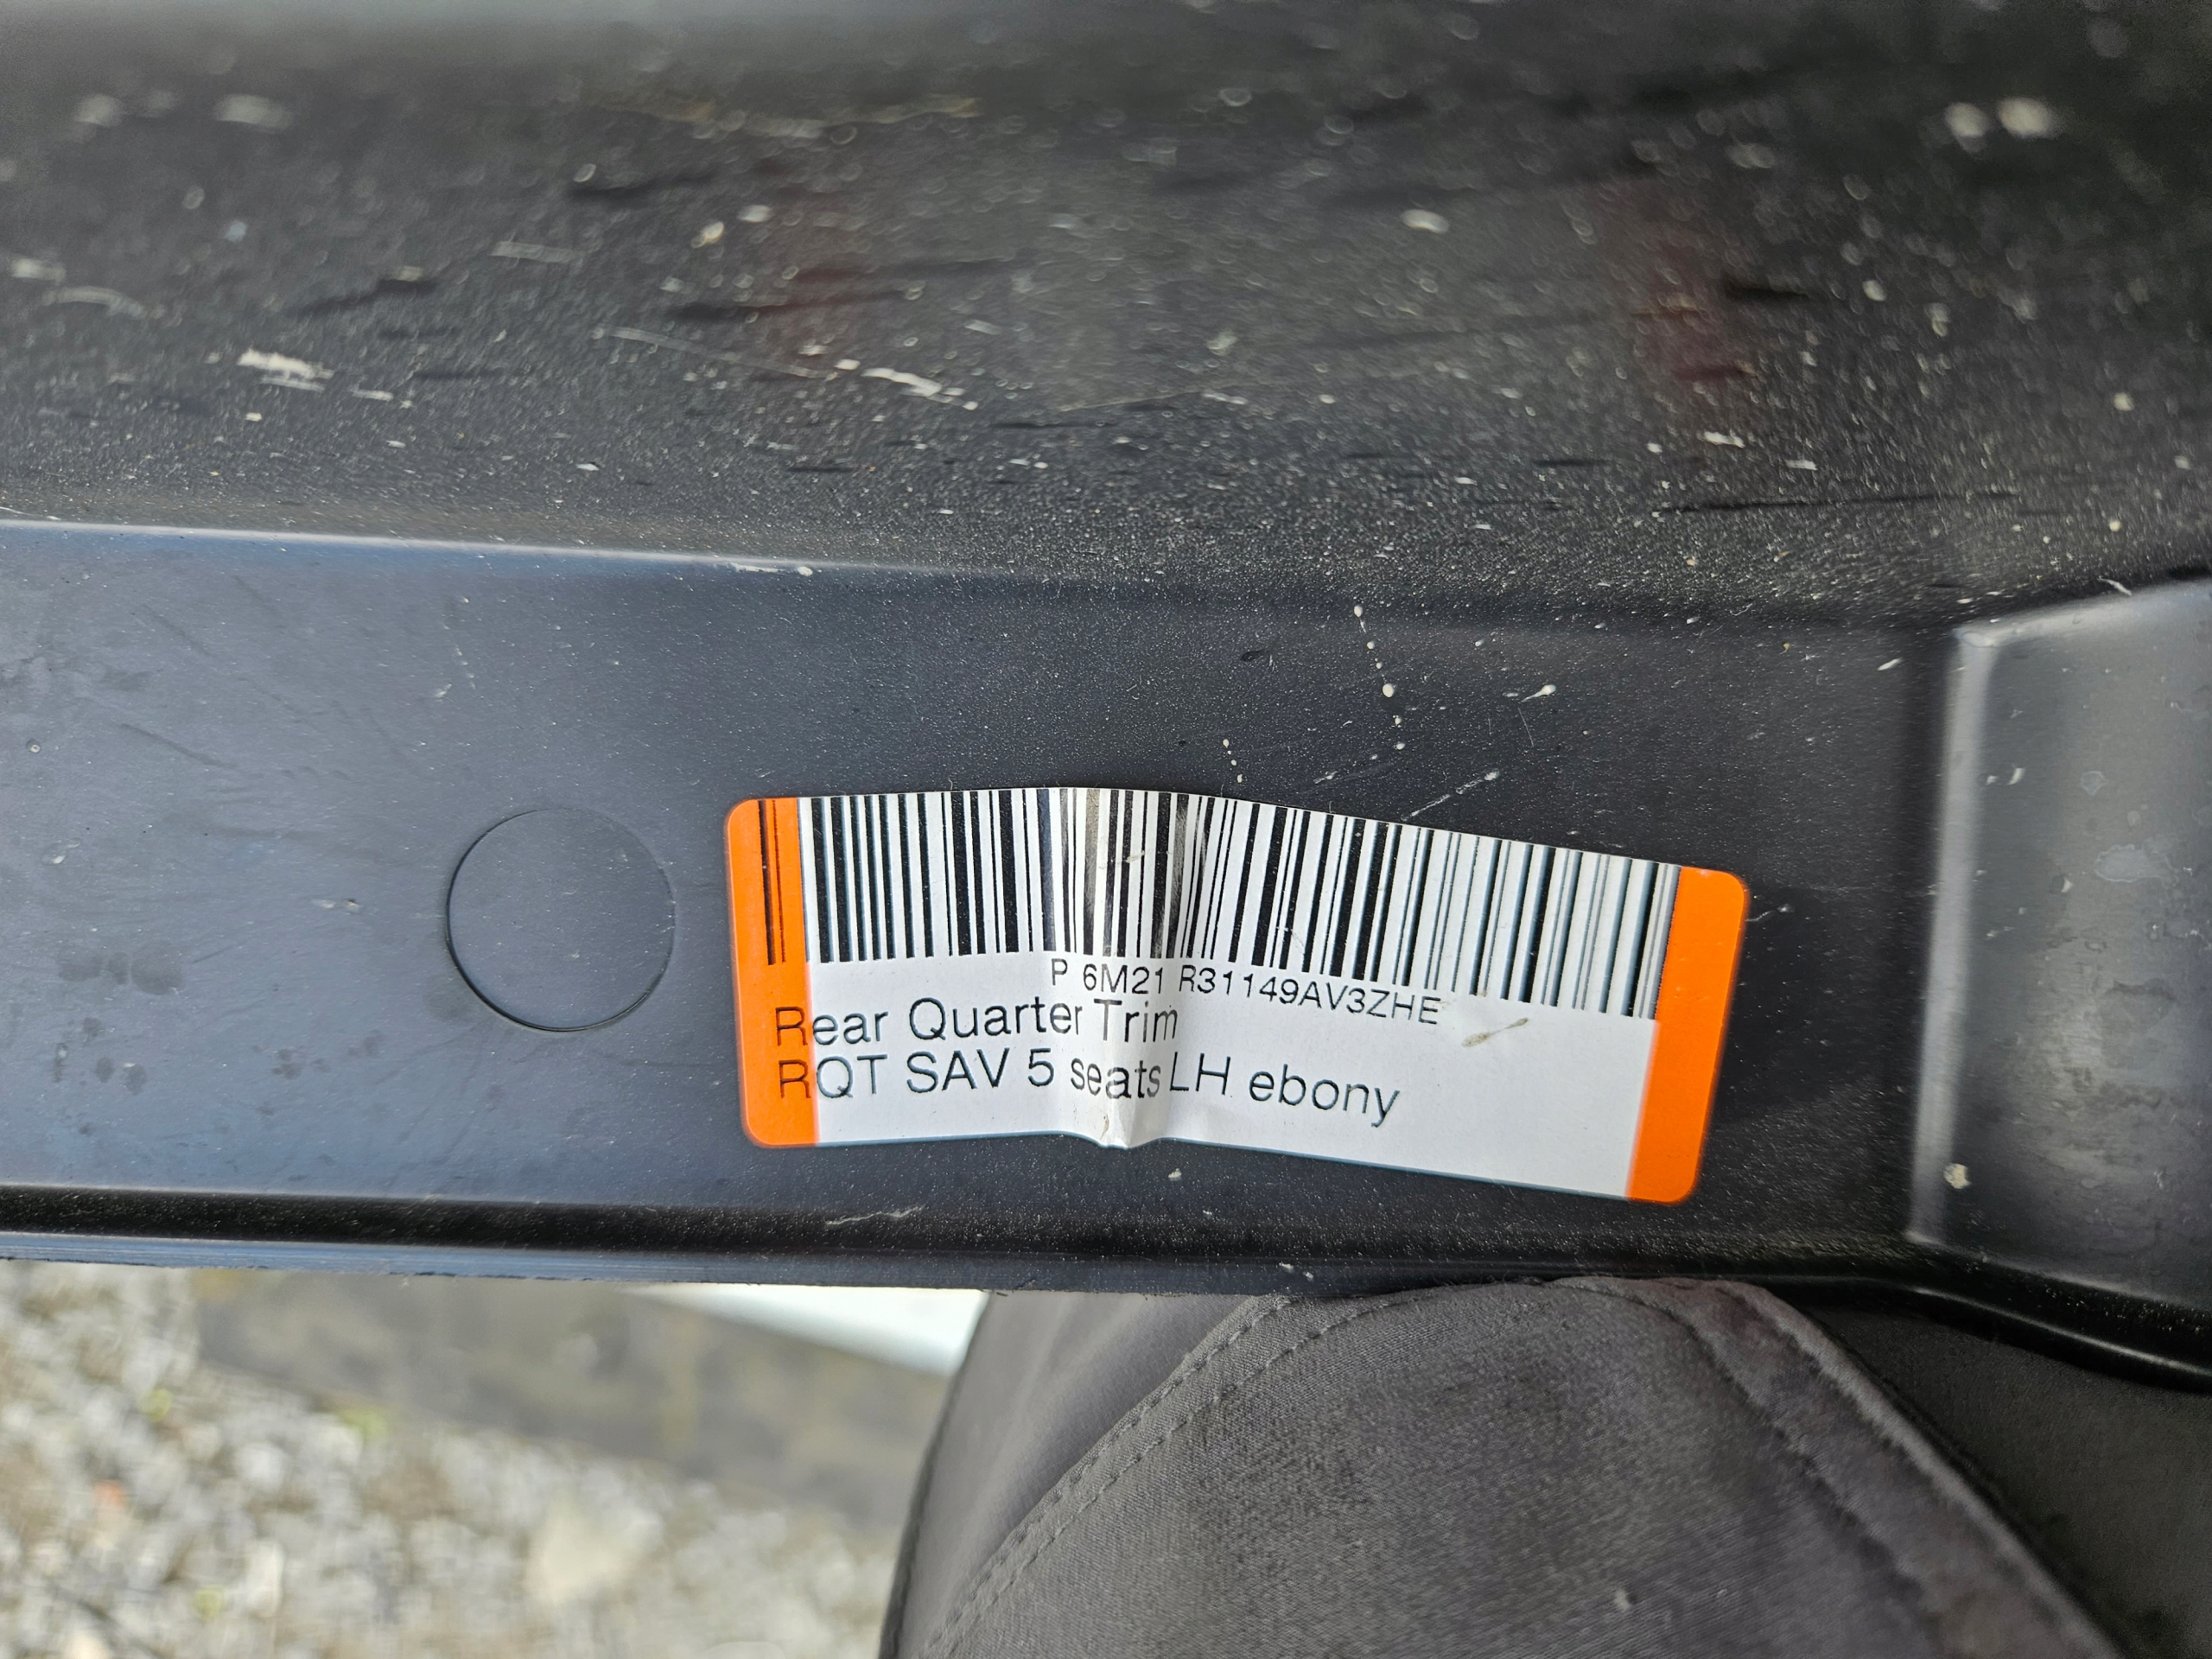 P 6M21 R31149AV3ZHE
Rear Quarter Trim
RQT SAV 5 seats LH ebony